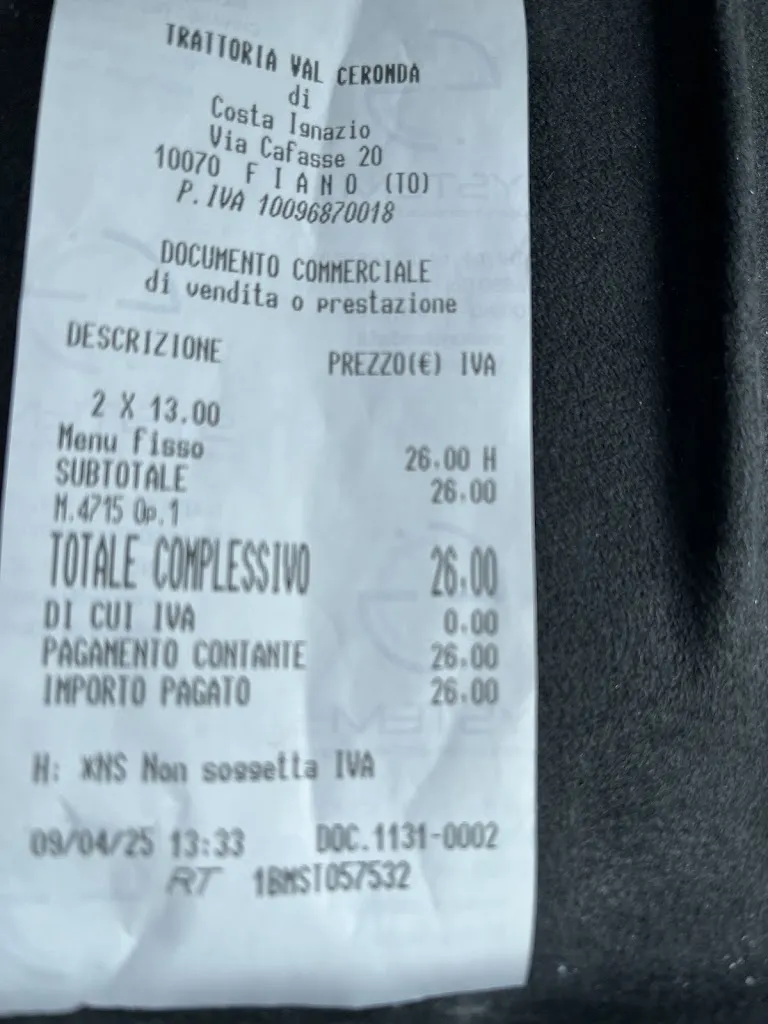 TRATTORIA VAL CERONDA
di
Costa Ignazio
Via Cafasse 20
10070 F I A N O (TO)
P.IVA 10096870018
DOCUMENTO COMMERCIALE
di vendita o prestazione
DESCRIZIONE PREZZO(€) IVA
2 X 13.00
Menu fisso 26.00 H
SUBTOTALE 26.00
M.4715 Op.1
TOTALE COMPLESSIVO 26.00
DI CUI IVA 0.00
PAGAMENTO CONTANTE 26.00
IMPORTO PAGATO 26.00
H: *NS Non soggetta IVA
09/04/25 13:33 DOC.1131-0002
RT 1BMST057532